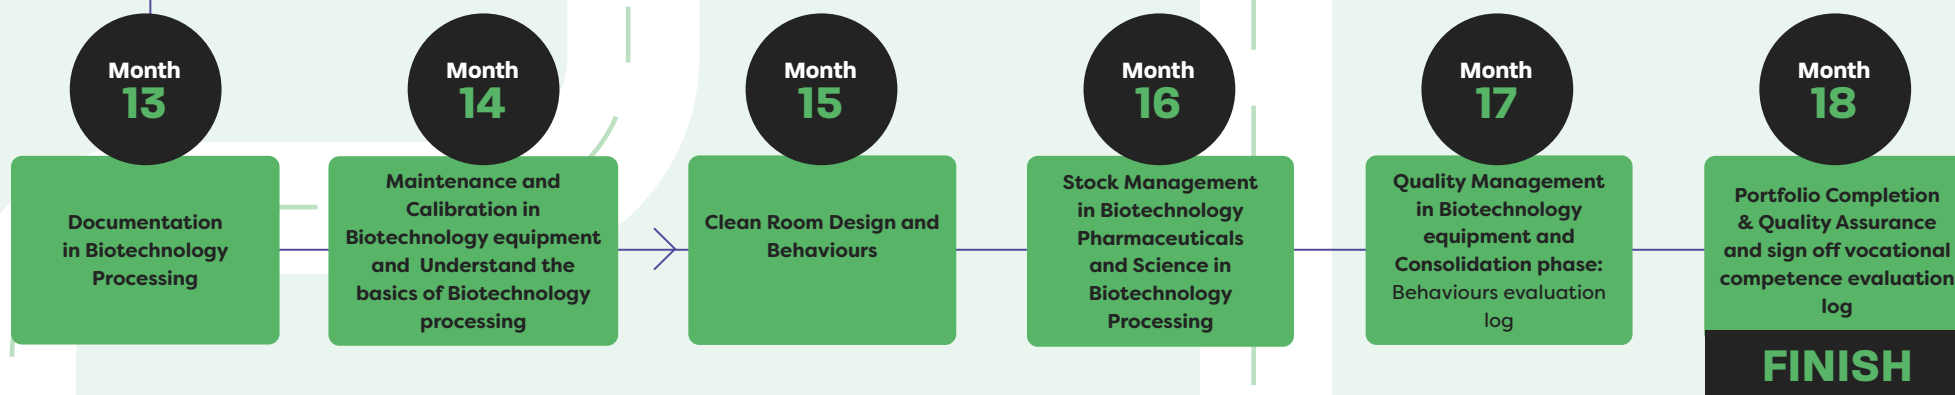 Month
13
Documentation
in Biotechnology
Processing
Month
14
Maintenance and
Calibration in
Biotechnology equipment
and Understand the
basics of Biotechnology
processing
Month
15
Clean Room Design and
Behaviours
Month
16
Stock Management
in Biotechnology
Pharmaceuticals
and Science in
Biotechnology
Processing
Month
17
Quality Management
in Biotechnology
equipment and
Consolidation phase:
Behaviours evaluation
log
Month
18
Portfolio Completion
& Quality Assurance
and sign off vocational
competence evaluation
log
FINISH